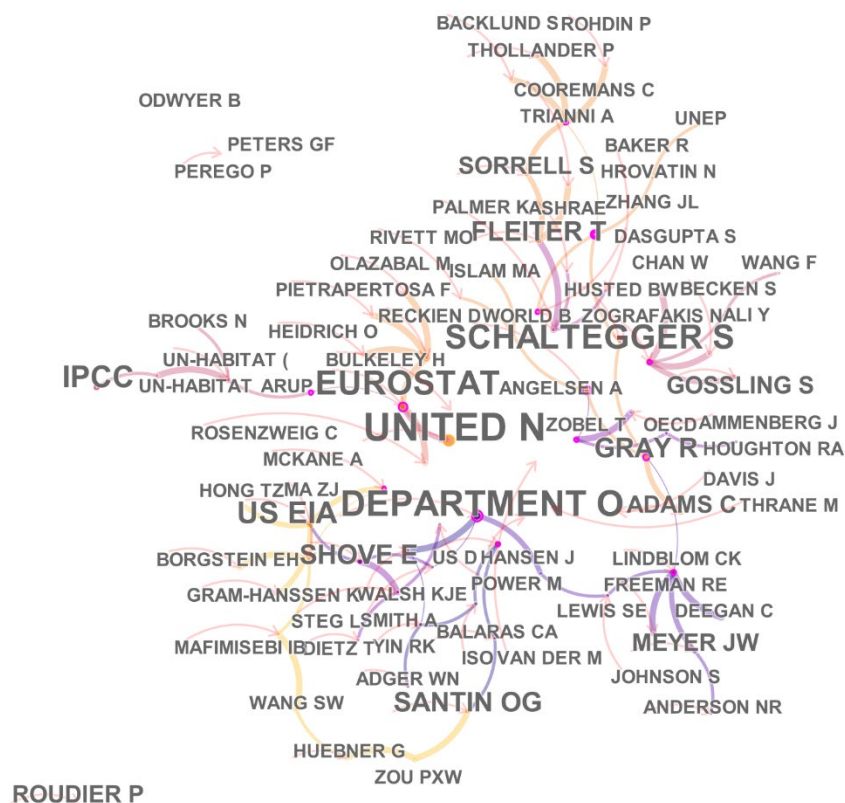 BACKLUND S ROHDIN P
THOLLANDER P
COOREMANS C
ODWYER B
TRIANNI A UNEP
PETERS GF BAKER R
PEREGO P SORRELL S HROVATIN N
PALMER K ASHRAE ZHANG JL
RIVETT MO FLEITER T DASGUPTA S
OLAZABAL M ISLAM MA CHAN W WANG F
PIETRAPERTOSA F HUSTED BW BECKEN S
BROOKS N RECKIEN D WORLD B ZOGRAFAKIS N ALI Y
HEIDRICH O SCHALTEGGER S
UN-HABITAT ( BULKELEY H
IPCC UN-HABITAT ARUP EUROSTAT ANGELSEN A GOSSLING S
ROSENZWEIG C UNITED N ZOBEL T OECD AMMENBERG J
GRAY R HOUGHTON RA
MCKANE A DAVIS J
HONG TZ MA ZJ DEPARTMENT O ADAMS C THRANE M
US EIA
BORGSTEIN EH SHOVE E US D HANSEN J LINDBLOM CK
GRAM-HANSSEN K WALSH KJE POWER M FREEMAN RE
STEG L SMITH A LEWIS SE DEEGAN C
MAFIMISEBI IB DIETZ T YIN RK BALARAS CA MEYER JW
ISO VAN DER M
ADGER WN JOHNSON S
WANG SW SANTIN OG ANDERSON NR
HUEBNER G
ZOU PXW
ROUDIER P